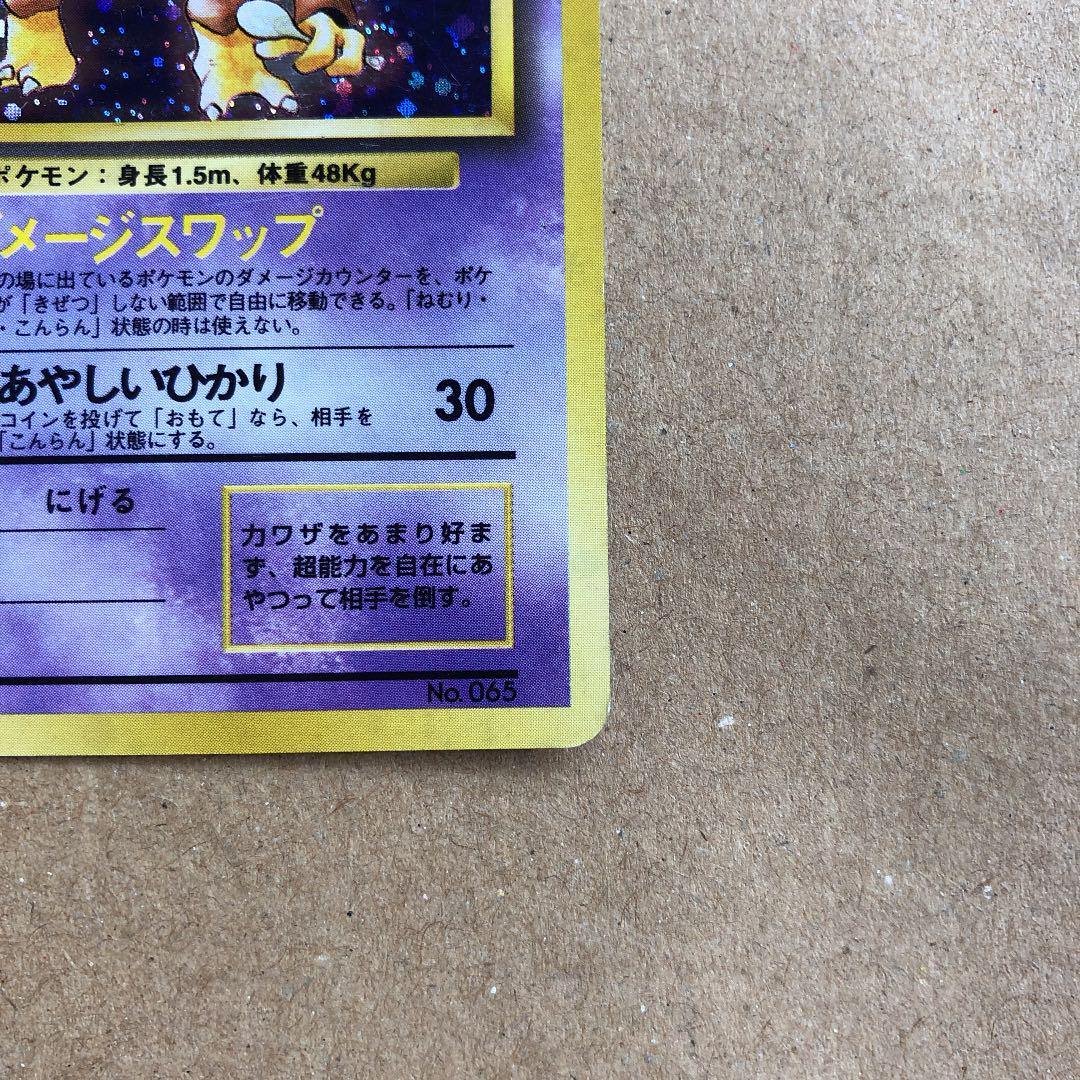 ポケモン：身長1.5m、体重48Kg
メージスワップ
の場に出ているポケモンのダメージカウンターを、ポケ
が「きぜつ」しない範囲で自由に移動できる。「ねむり・
・こんらん」状態の時は使えない。
あやしいひかり 30
コインを投げて「おもて」なら、相手を
「こんらん」状態にする。
にげる
力ワザをあまり好ま
ず、超能力を自在にあ
やつって相手を倒す。
No. 065